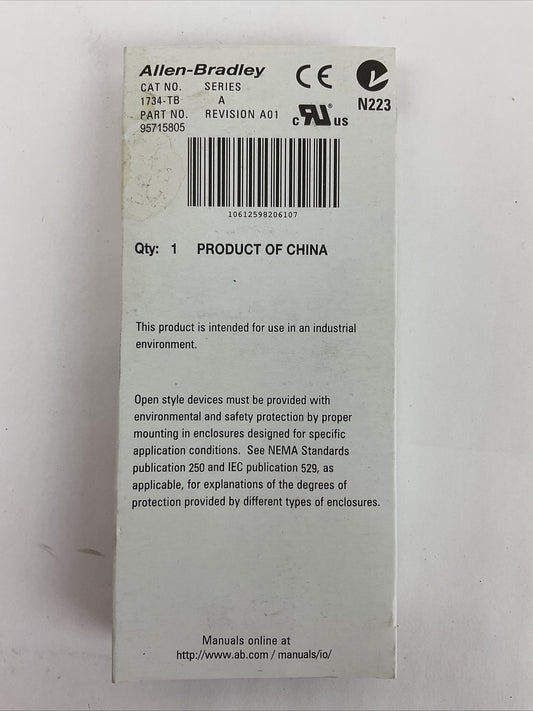 Allen-Bradley
CAT NO. SERIES
1734-TB A
PART NO. REVISION A01
95715805
CE
N223
c RU ® US
10612598206107
Qty: 1 PRODUCT OF CHINA
This product is intended for use in an industrial
environment.
Open style devices must be provided with
environmental and safety protection by proper
mounting in enclosures designed for specific
application conditions. See NEMA Standards
publication 250 and IEC publication 529, as
applicable, for explanations of the degrees of
protection provided by different types of enclosures.
Manuals online at
http://www.ab.com / manuals/io/